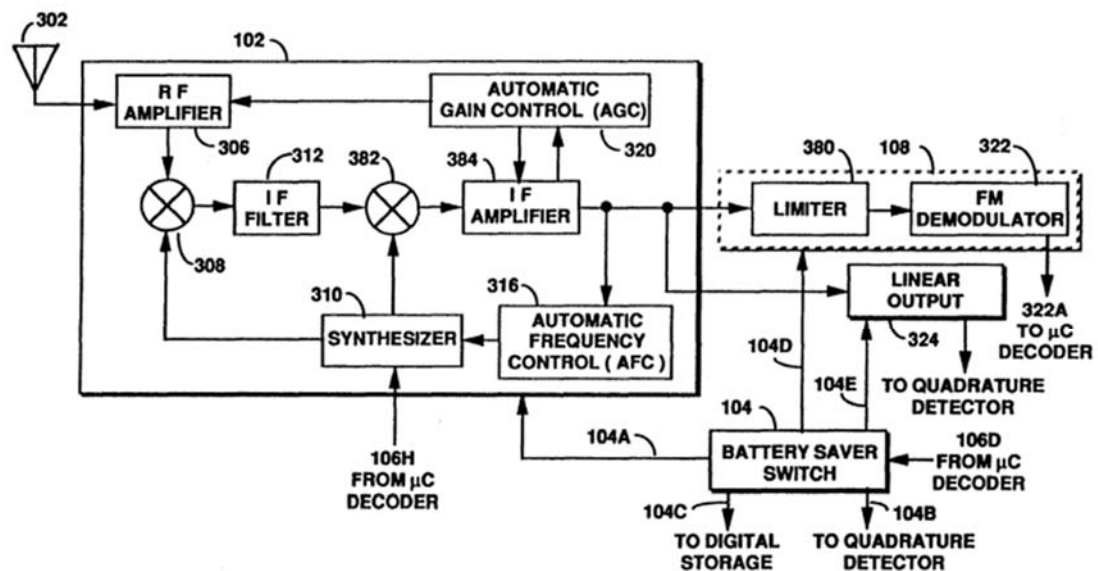 302
102
R F
AMPLIFIER
306
AUTOMATIC
GAIN CONTROL (AGC)
320
312
382
384
380
108
322
308
I F
FILTER
I F
AMPLIFIER
LIMITER
FM
DEMODULATOR
310
SYNTHESIZER
316
AUTOMATIC
FREQUENCY
CONTROL ( AFC )
LINEAR
OUTPUT
324
322A
TO µC
DECODER
104D
104E
TO QUADRATURE
DETECTOR
106H
FROM µC
DECODER
104A
104
BATTERY SAVER
SWITCH
106D
FROM µC
DECODER
104C
104B
TO DIGITAL
STORAGE
TO QUADRATURE
DETECTOR